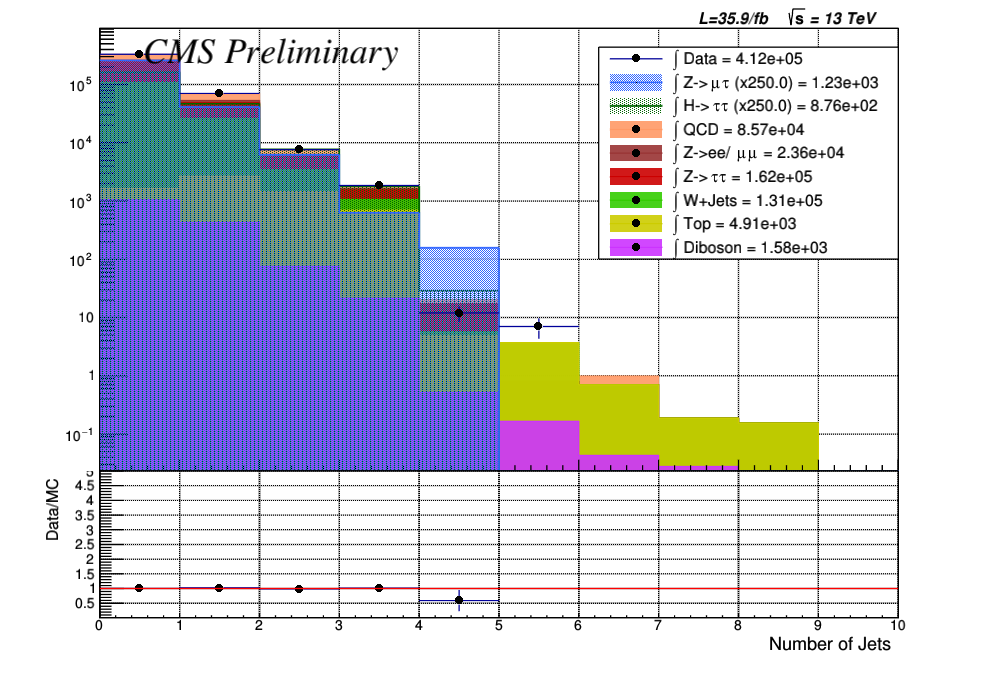 L=35.9/fb √s = 13 TeV
CMS Preliminary
∫ Data = 4.12e+05
∫ Z->μτ (x250.0) = 1.23e+03
∫ H->ττ (x250.0) = 8.76e+02
∫ QCD = 8.57e+04
∫ Z->ee/ μμ = 2.36e+04
∫ Z->ττ = 1.62e+05
∫ W+Jets = 1.31e+05
∫ Top = 4.91e+03
∫ Diboson = 1.58e+03
10⁵
10⁴
10³
10²
10
1
10⁻¹
Data/MC
5
4.5
4
3.5
3
2.5
2
1.5
1
0.5
0 1 2 3 4 5 6 7 8 9 10
Number of Jets